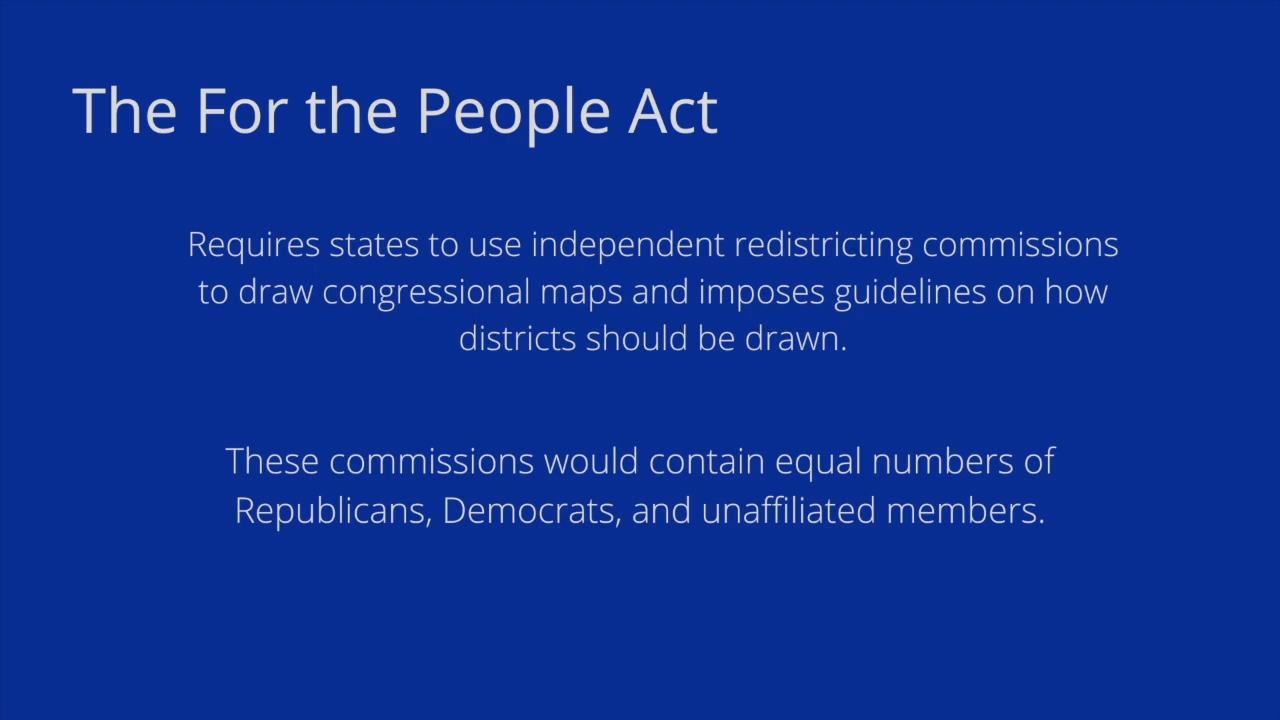 The For the People Act
Requires states to use independent redistricting commissions
to draw congressional maps and imposes guidelines on how
districts should be drawn.
These commissions would contain equal numbers of
Republicans, Democrats, and unaffiliated members.